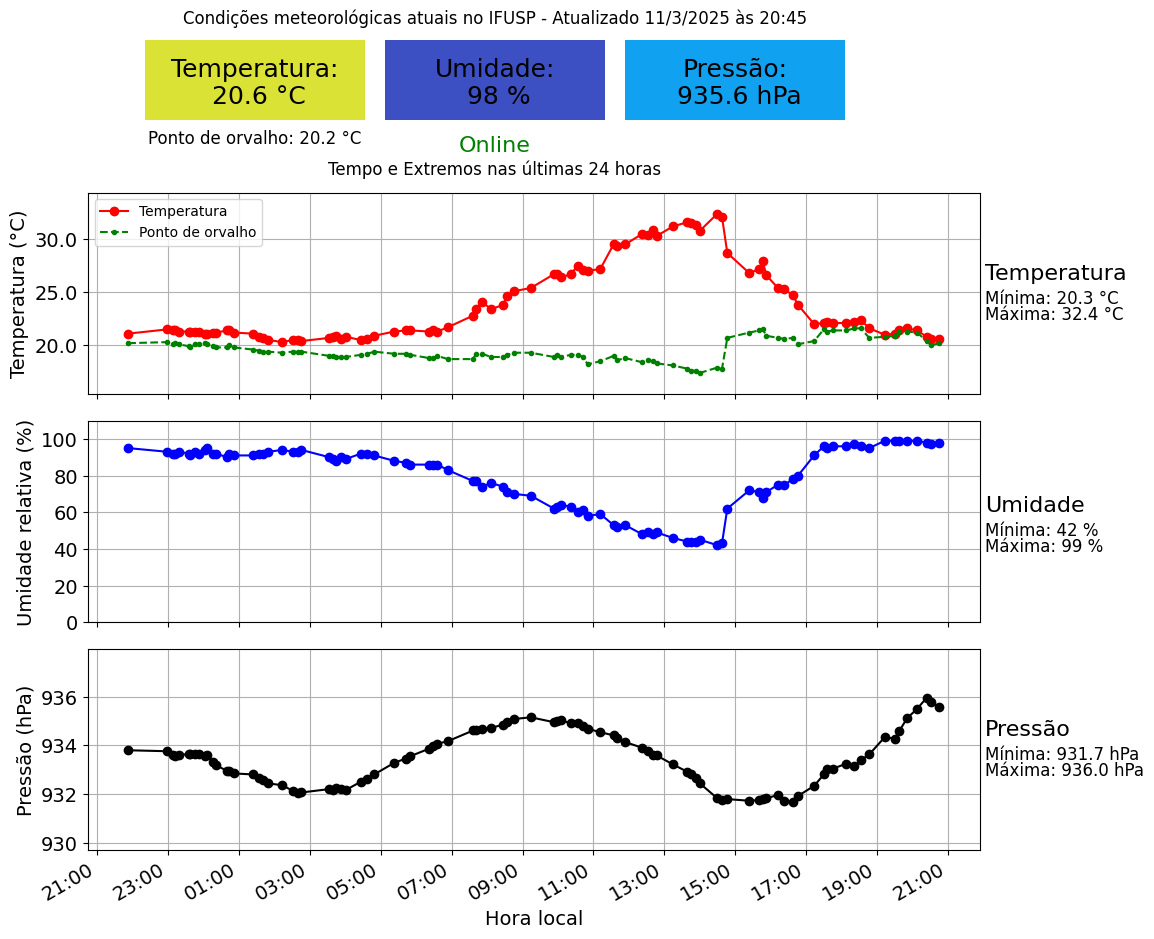 Condições meteorológicas atuais no IFUSP - Atualizado 11/3/2025 às 20:45
Temperatura:
20.6 °C
Umidade:
98 %
Pressão:
935.6 hPa
Ponto de orvalho: 20.2 °C
Online
Tempo e Extremos nas últimas 24 horas
Temperatura
Ponto de orvalho
Temperatura (°C)
30.0
25.0
20.0
Temperatura
Mínima: 20.3 °C
Máxima: 32.4 °C
Umidade relativa (%)
100
80
60
40
20
0
Umidade
Mínima: 42 %
Máxima: 99 %
Pressão (hPa)
936
934
932
930
Pressão
Mínima: 931.7 hPa
Máxima: 936.0 hPa
21:00 23:00 01:00 03:00 05:00 07:00 09:00 11:00 13:00 15:00 17:00 19:00 21:00
Hora local